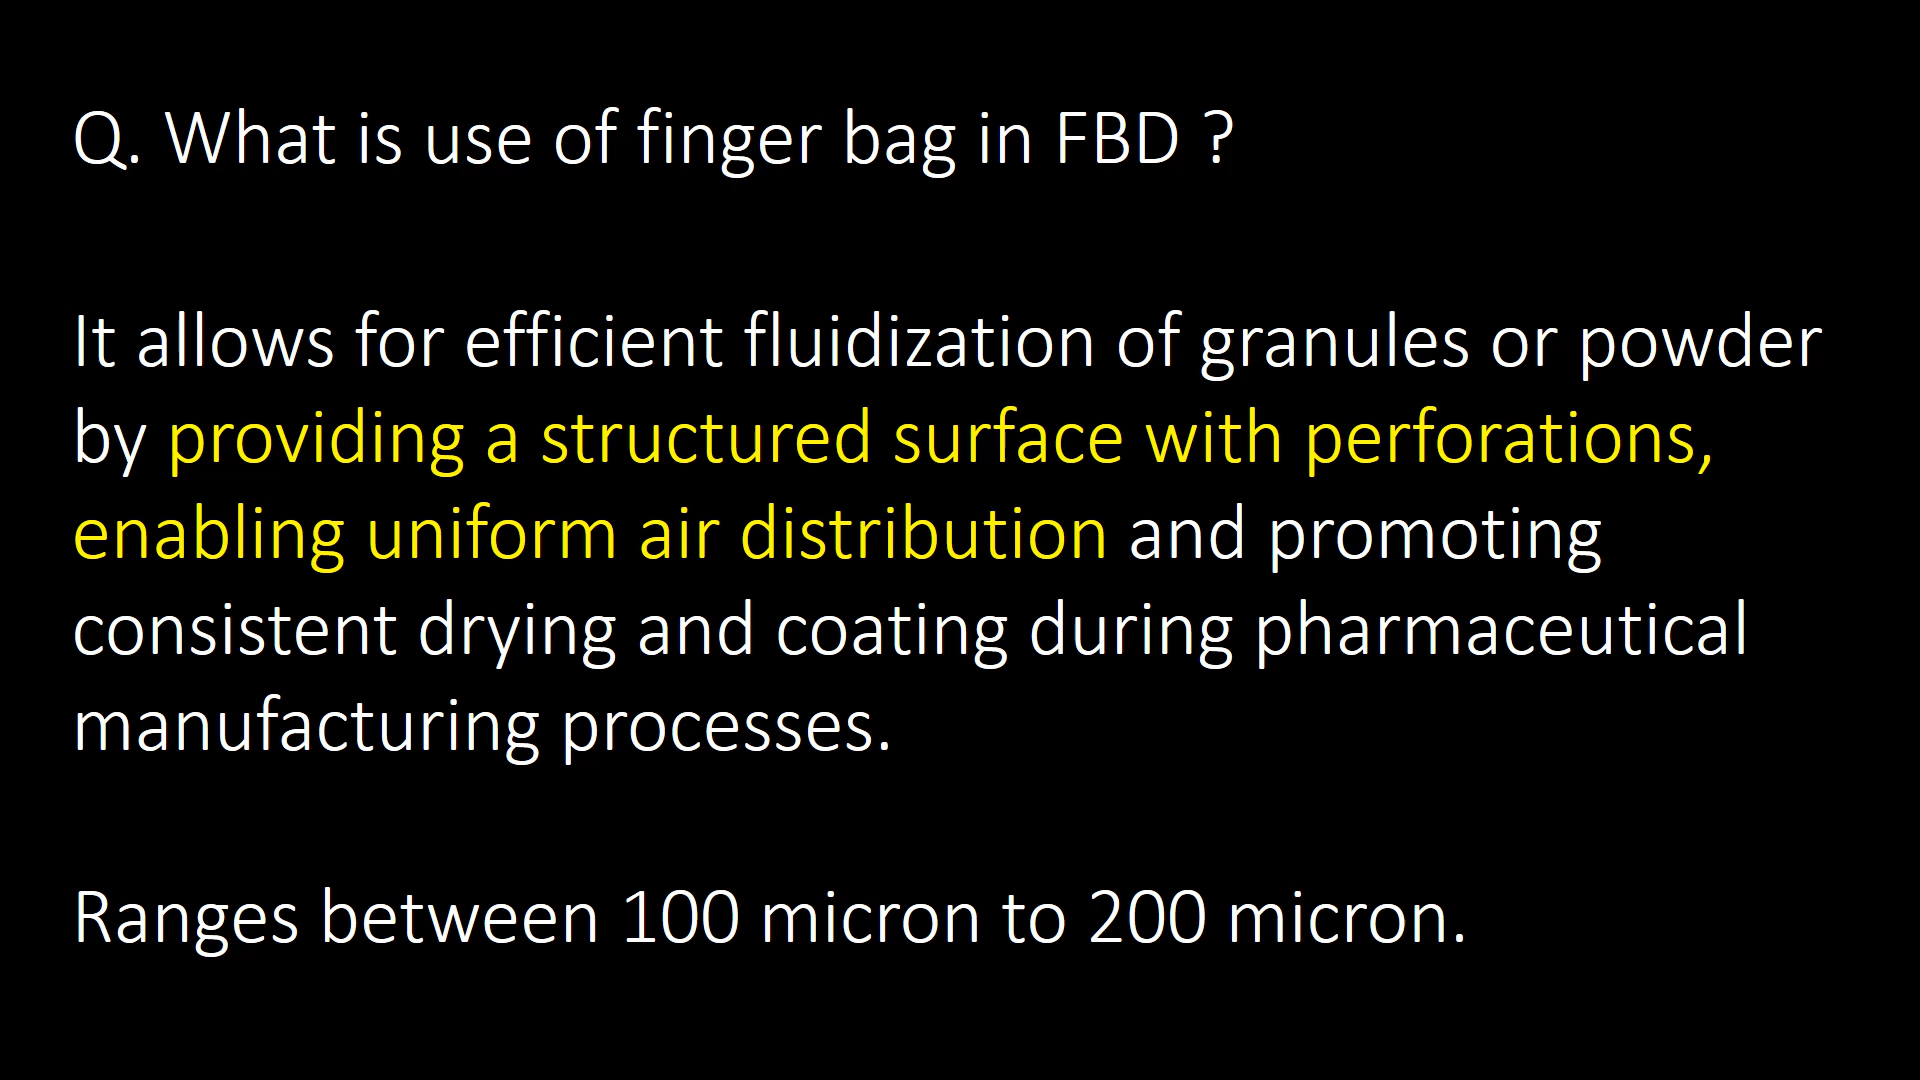 Q. What is use of finger bag in FBD ?
It allows for efficient fluidization of granules or powder
by providing a structured surface with perforations,
enabling uniform air distribution and promoting
consistent drying and coating during pharmaceutical
manufacturing processes.
Ranges between 100 micron to 200 micron.